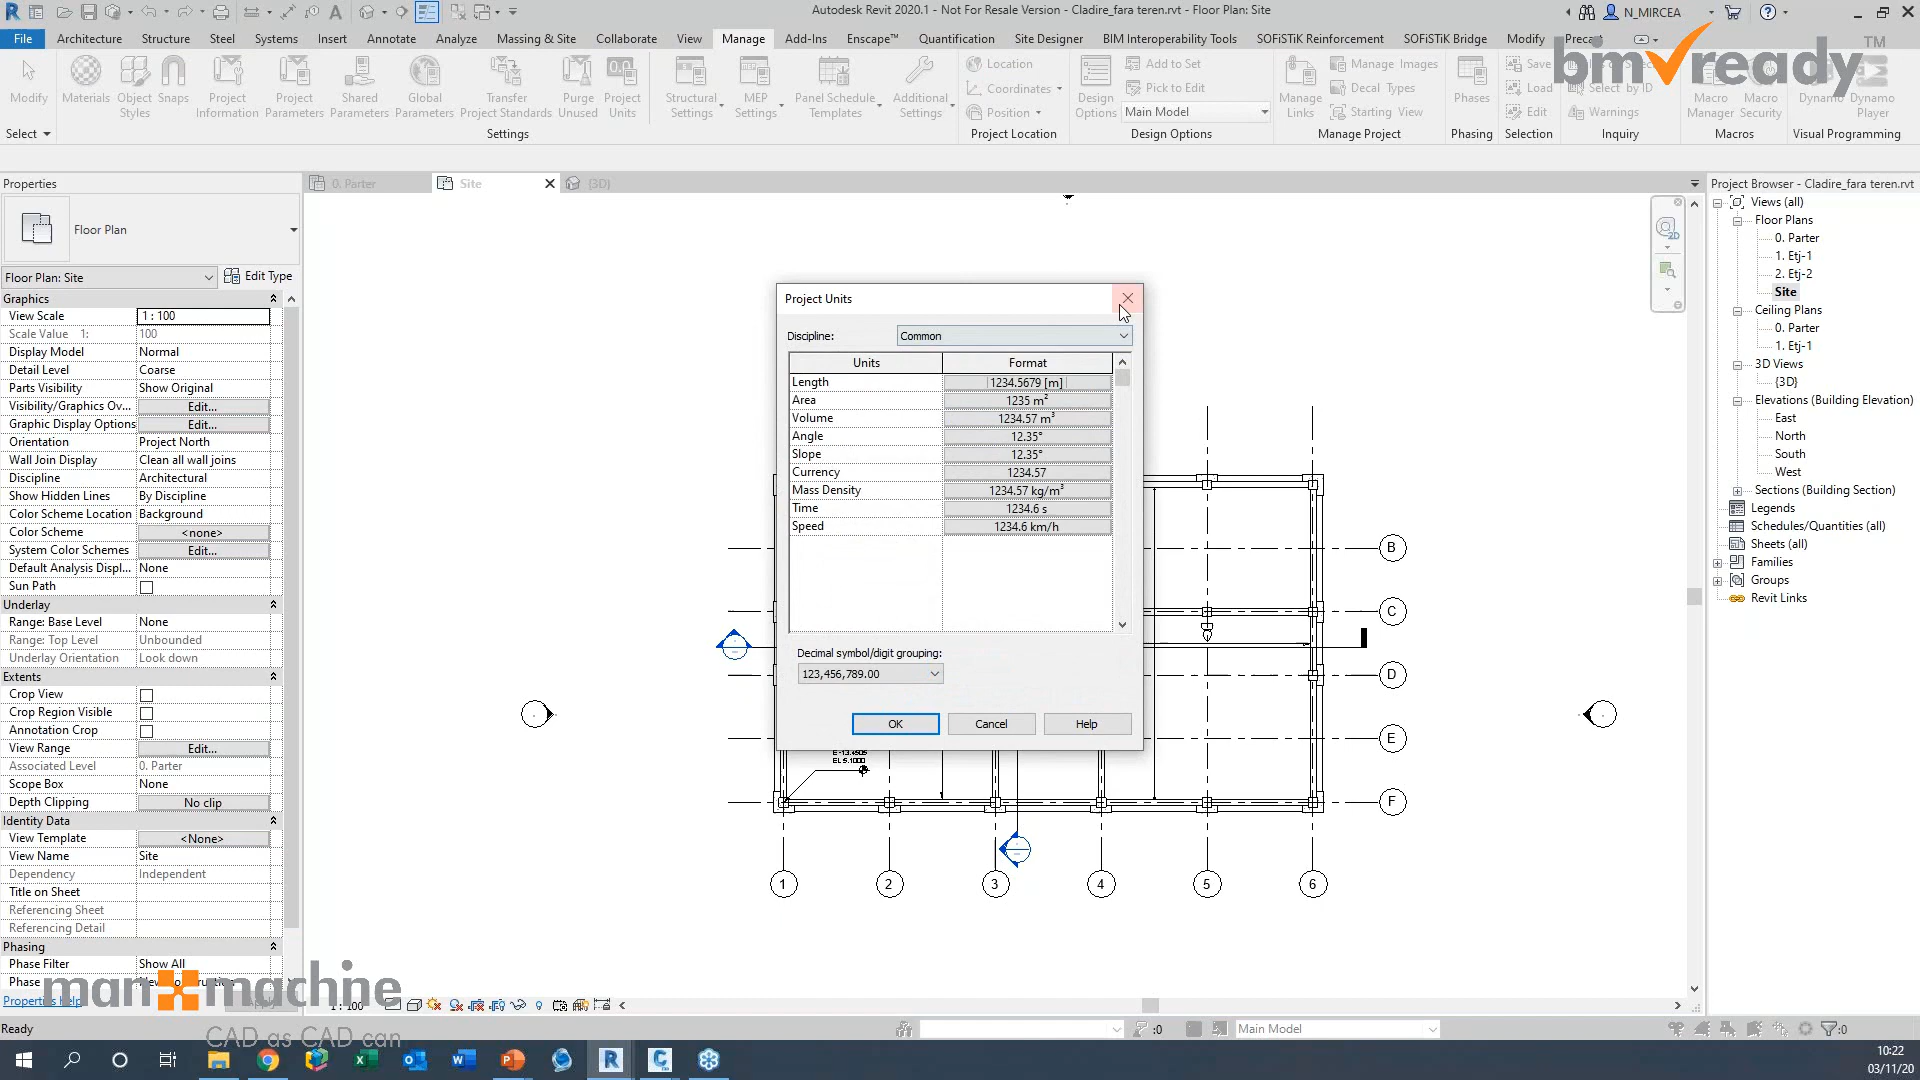 Autodesk Revit 2020.1 - Not For Resale Version - Cladire_fara teren.rvt - Floor Plan: Site
N_MIRCEA
File Architecture Structure Steel Systems Insert Annotate Analyze Massing & Site Collaborate View Manage Add-Ins Enscape™ Quantification Site Designer BIM Interoperability Tools SOFiSTiK Reinforcement SOFiSTiK Bridge Modify Precast
bim ready ™
Modify
Materials
Object Styles
Snaps
Project Information
Project Parameters
Shared Parameters
Global Parameters
Transfer Project Standards
Purge Unused
Project Units
Structural Settings
MEP Settings
Panel Schedule Templates
Additional Settings
Location
Coordinates
Position
Design Options
Add to Set
Pick to Edit
Main Model
Manage Links
Manage Images
Decal Types
Starting View
Phases
Save
Load
Edit
Select by ID
Warnings
Macro Manager
Macro Security
Dynamo
Dynamo Player
Select
Settings
Project Location
Design Options
Manage Project
Phasing
Selection
Inquiry
Macros
Visual Programming
Properties
0. Parter
Site
{3D}
Project Browser - Cladire_fara teren.rvt
Floor Plan
Floor Plan: Site
Edit Type
Graphics
View Scale 1 : 100
Scale Value 1: 100
Display Model Normal
Detail Level Coarse
Parts Visibility Show Original
Visibility/Graphics Ov... Edit...
Graphic Display Options Edit...
Orientation Project North
Wall Join Display Clean all wall joins
Discipline Architectural
Show Hidden Lines By Discipline
Color Scheme Location Background
Color Scheme <none>
System Color Schemes Edit...
Default Analysis Displ... None
Sun Path
Underlay
Range: Base Level None
Range: Top Level Unbounded
Underlay Orientation Look down
Extents
Crop View
Crop Region Visible
Annotation Crop
View Range Edit...
Associated Level 0. Parter
Scope Box None
Depth Clipping No clip
Identity Data
View Template <None>
View Name Site
Dependency Independent
Title on Sheet
Referencing Sheet
Referencing Detail
Phasing
Phase Filter Show All
Phase
Properties help
man machine
CAD as CAD can
Project Units
Discipline: Common
Units Format
Length 1234.5679 [m]
Area 1235 m²
Volume 1234.57 m³
Angle 12.35°
Slope 12.35°
Currency 1234.57
Mass Density 1234.57 kg/m³
Time 1234.6 s
Speed 1234.6 km/h
Decimal symbol/digit grouping:
123,456,789.00
OK Cancel Help
EL 5.1000
B
C
D
E
F
1 2 3 4 5 6
2D
Views (all)
Floor Plans
0. Parter
1. Etj-1
2. Etj-2
Site
Ceiling Plans
0. Parter
1. Etj-1
3D Views
{3D}
Elevations (Building Elevation)
East
North
South
West
Sections (Building Section)
Legends
Schedules/Quantities (all)
Sheets (all)
Families
Groups
Revit Links
1 : 100
Ready
:0
Main Model
:0
10:22
03/11/20